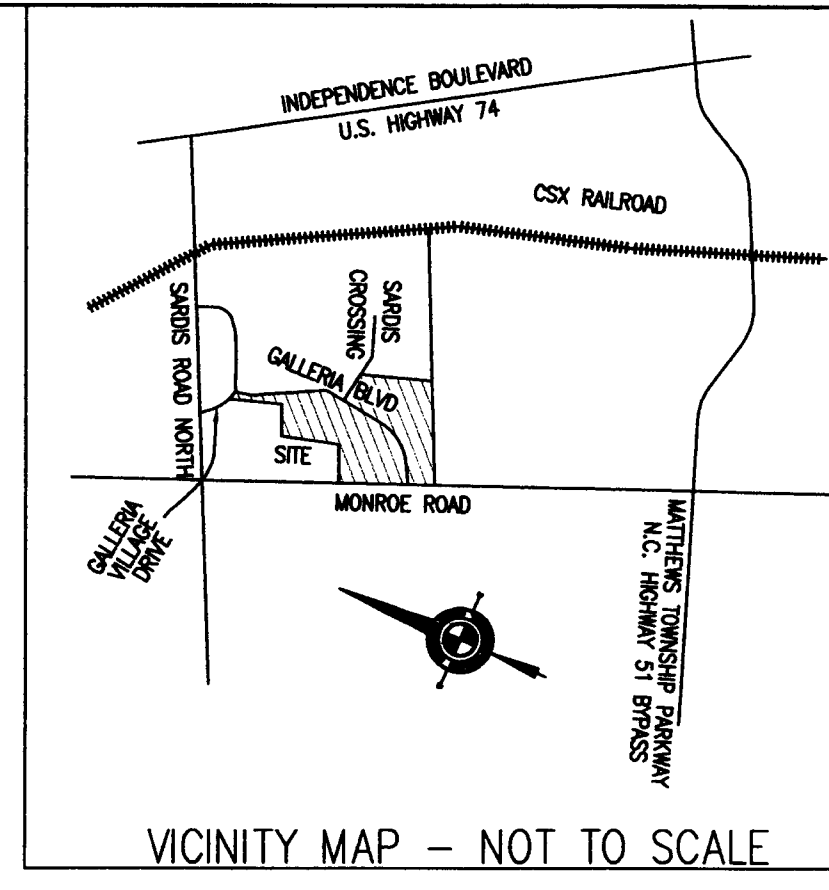 INDEPENDENCE BOULEVARD
U.S. HIGHWAY 74
CSX RAILROAD
SARDIS ROAD NORTH
SARDIS
CROSSING
GALLERIA BLVD
SITE
MONROE ROAD
GALLERIA
VILLAGE
DRIVE
MATTHEWS TOWNSHIP PARKWAY
N.C. HIGHWAY 51 BYPASS
VICINITY MAP - NOT TO SCALE